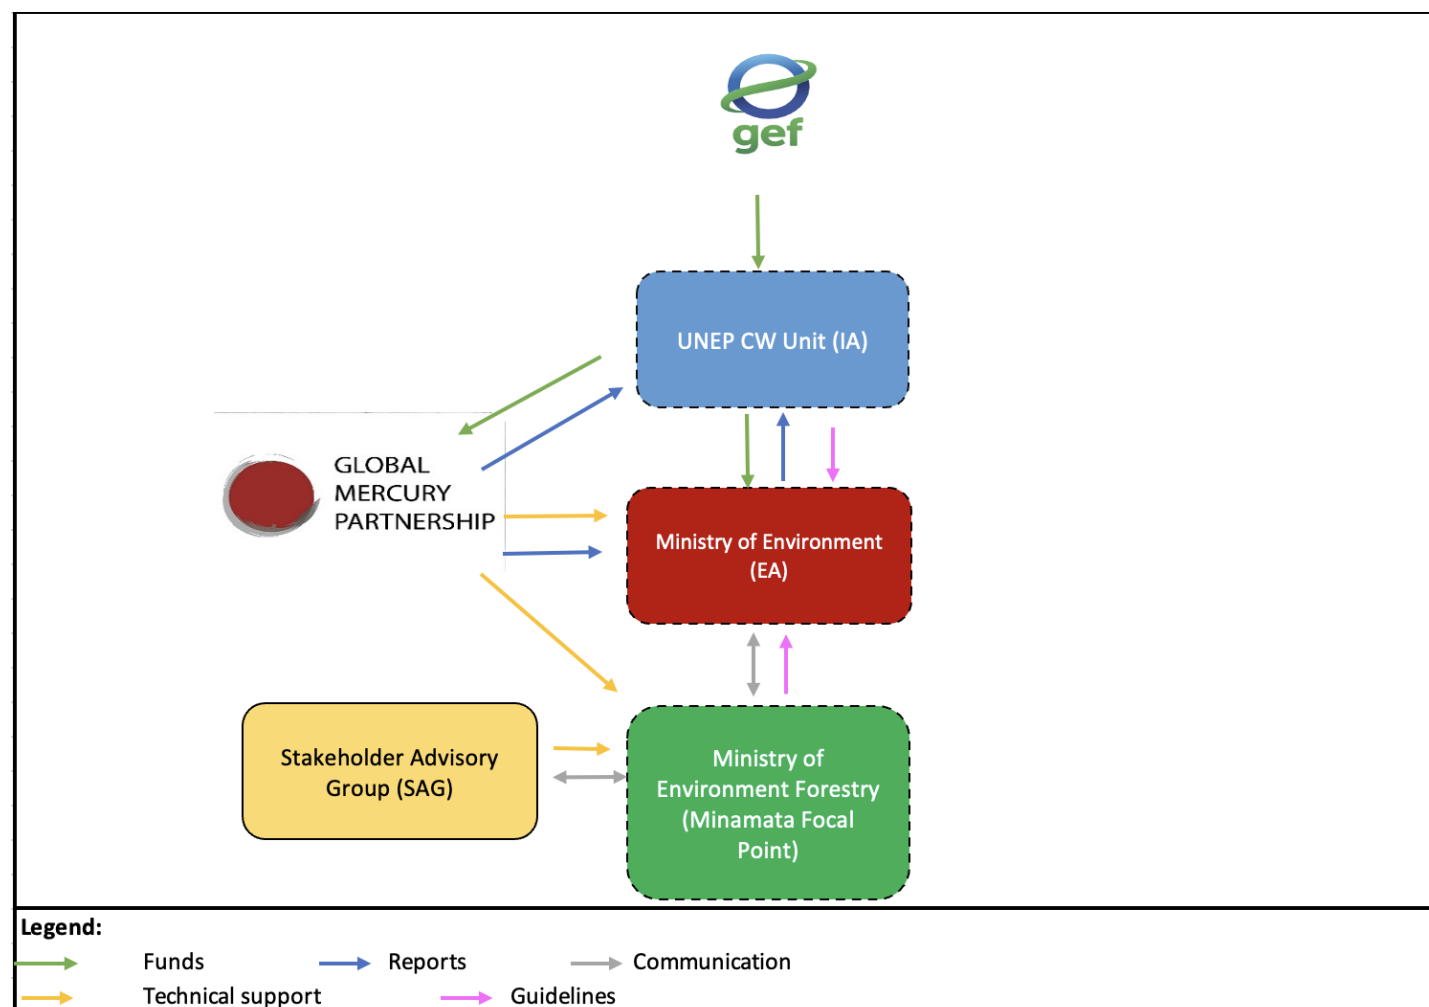 gef
UNEP CW Unit (IA)
GLOBAL
MERCURY
PARTNERSHIP
Ministry of Environment
(EA)
Stakeholder Advisory
Group (SAG)
Ministry of
Environment Forestry
(Minamata Focal
Point)
Legend:
Funds Reports Communication
Technical support Guidelines